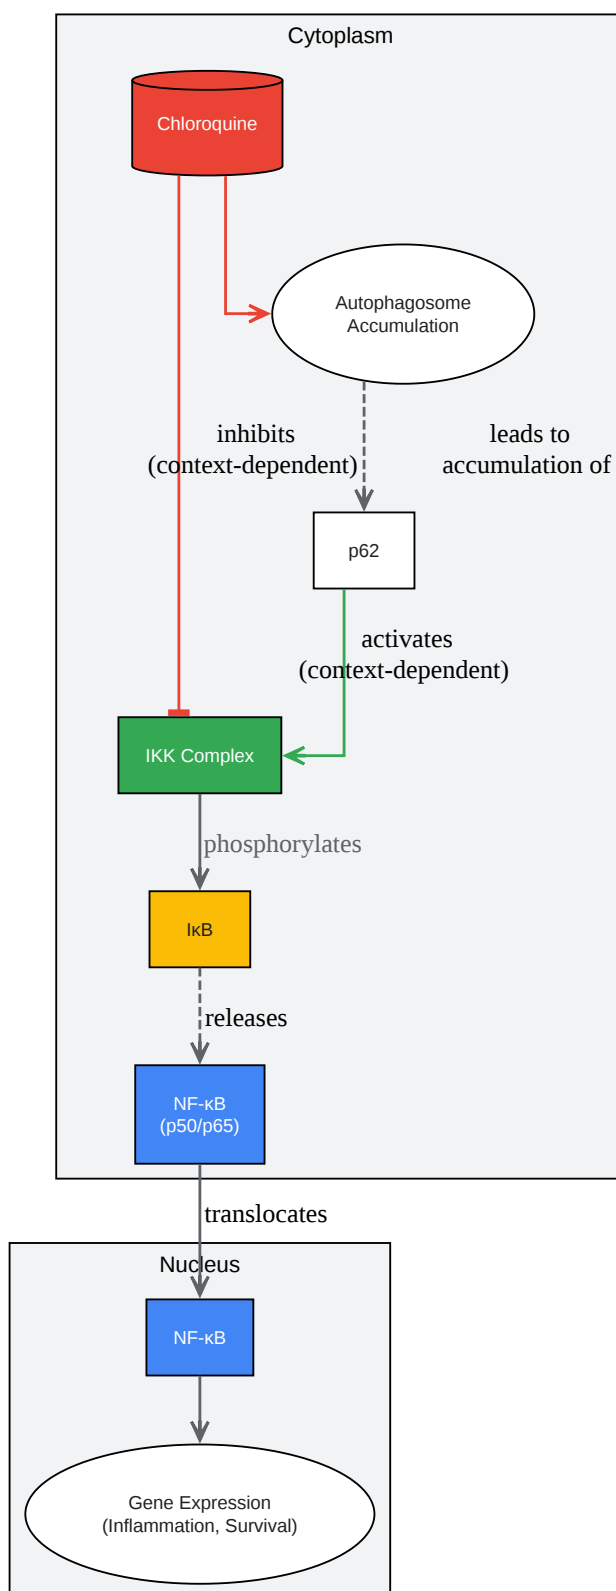 Cytoplasm
Chloroquine
Autophagosome
Accumulation
inhibits
(context-dependent)
leads to
accumulation of
p62
activates
(context-dependent)
IKK Complex
phosphorylates
IκB
releases
NF-κB
(p50/p65)
translocates
Nucleus
NF-κB
Gene Expression
(Inflammation, Survival)